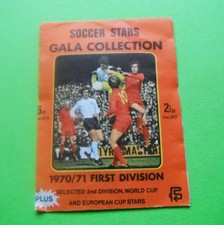 SOCCER STARS
GALA COLLECTION
2½p
1970/71 FIRST DIVISION
SELECTED 2nd DIVISION, WORLD CUP
AND EUROPEAN CUP STARS
PLUS